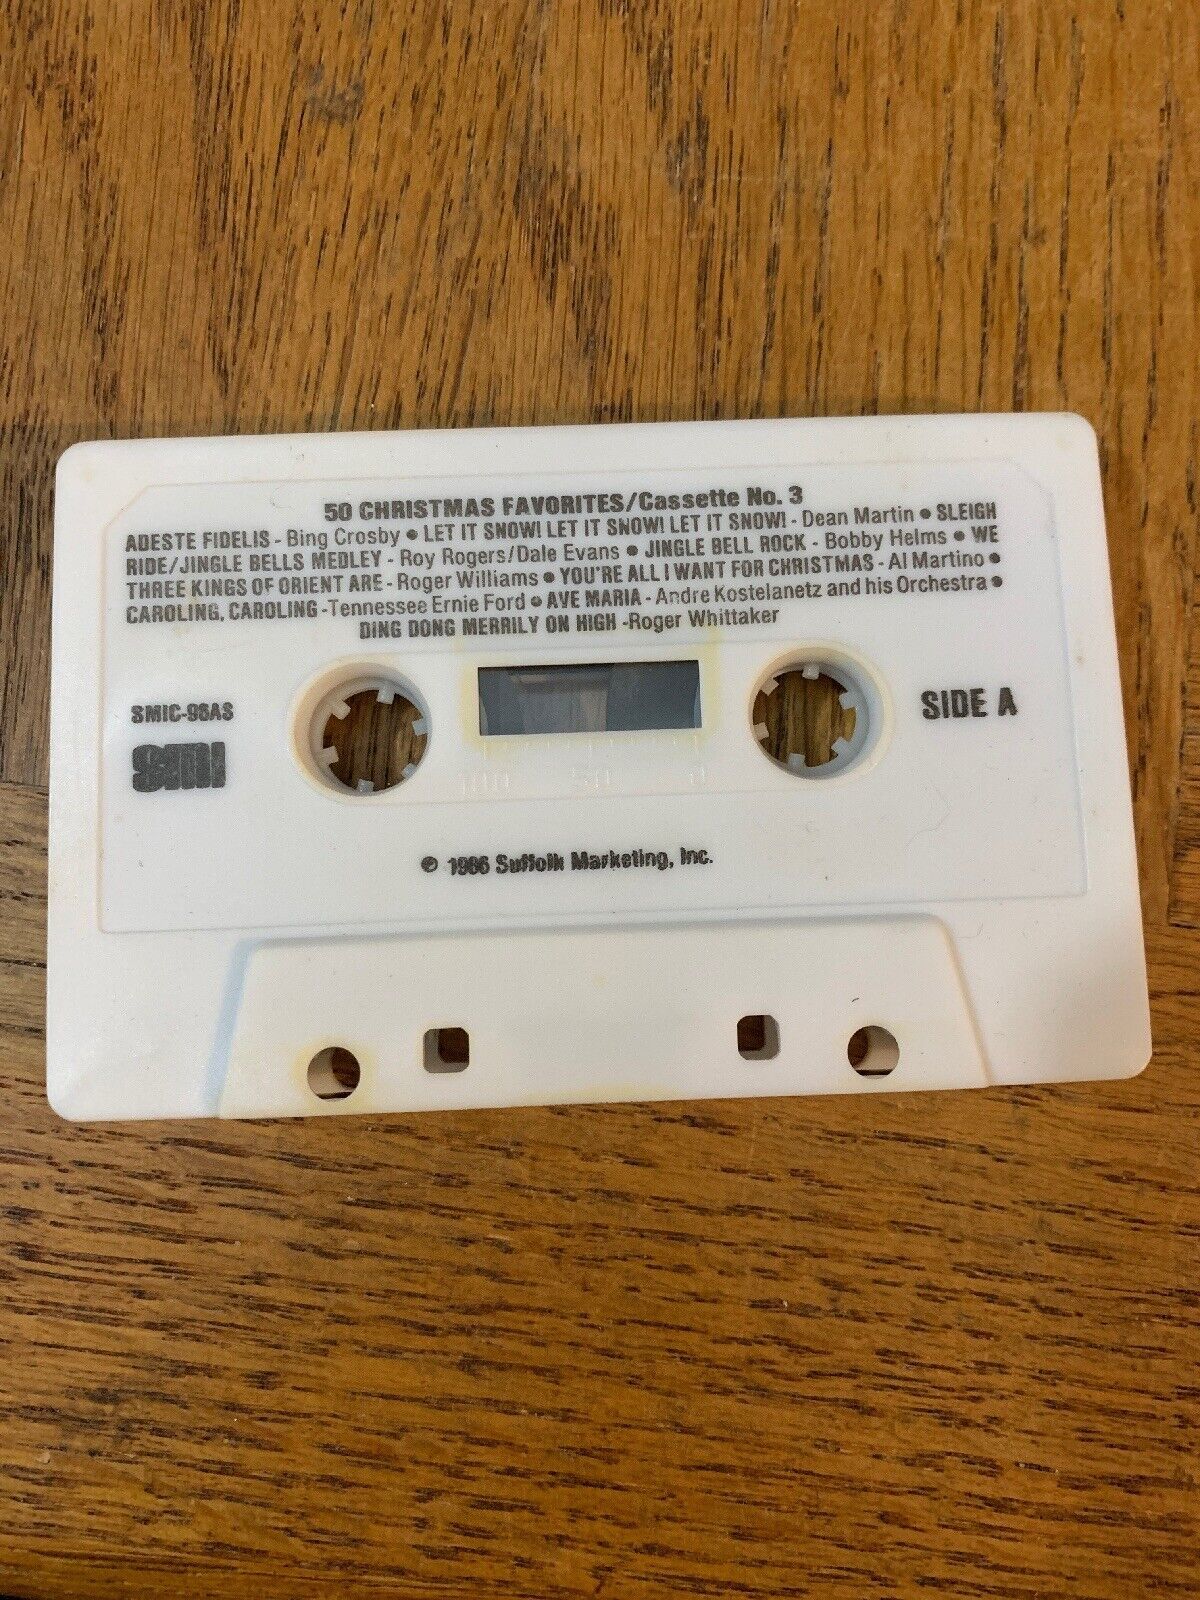 50 CHRISTMAS FAVORITES/Cassette No. 3
ADESTE FIDELIS - Bing Crosby • LET IT SNOW! LET IT SNOW! LET IT SNOW! - Dean Martin • SLEIGH
RIDE/JINGLE BELLS MEDLEY - Roy Rogers/Dale Evans • JINGLE BELL ROCK - Bobby Helms • WE
THREE KINGS OF ORIENT ARE - Roger Williams • YOU'RE ALL I WANT FOR CHRISTMAS - Al Martino •
CAROLING, CAROLING - Tennessee Ernie Ford • AVE MARIA - Andre Kostelanetz and his Orchestra •
DING DONG MERRILY ON HIGH - Roger Whittaker
SMIC-96AS
SIDE A
SMI
100 50 0
℗ 1986 Suffolk Marketing, Inc.